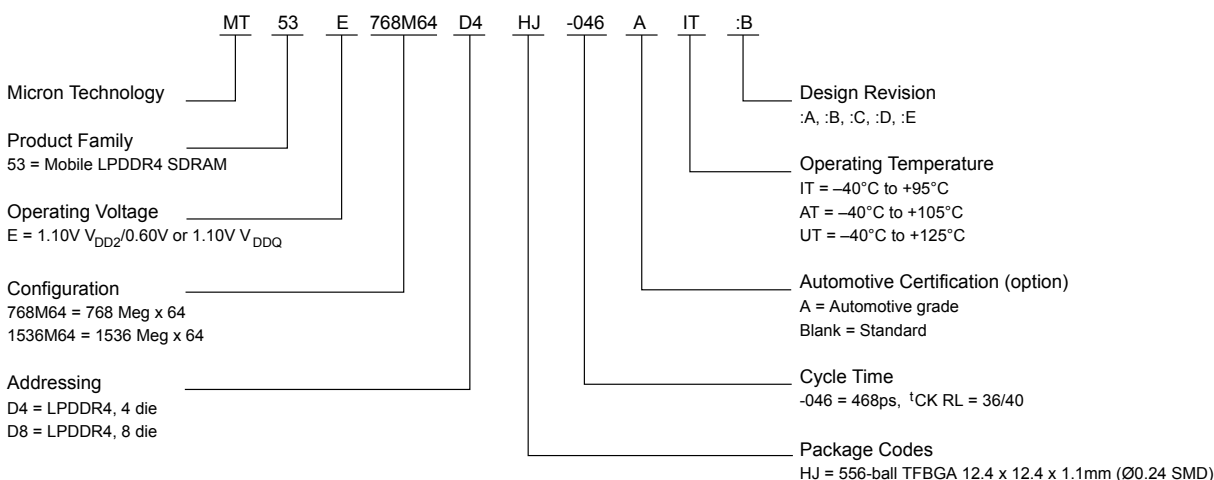 MT 53 E 768M64 D4 HJ -046 A IT :B
Micron Technology
Product Family
53 = Mobile LPDDR4 SDRAM
Operating Voltage
E = 1.10V VDD2/0.60V or 1.10V VDDQ
Configuration
768M64 = 768 Meg x 64
1536M64 = 1536 Meg x 64
Addressing
D4 = LPDDR4, 4 die
D8 = LPDDR4, 8 die
Design Revision
:A, :B, :C, :D, :E
Operating Temperature
IT = –40°C to +95°C
AT = –40°C to +105°C
UT = –40°C to +125°C
Automotive Certification (option)
A = Automotive grade
Blank = Standard
Cycle Time
-046 = 468ps, tCK RL = 36/40
Package Codes
HJ = 556-ball TFBGA 12.4 x 12.4 x 1.1mm (Ø0.24 SMD)